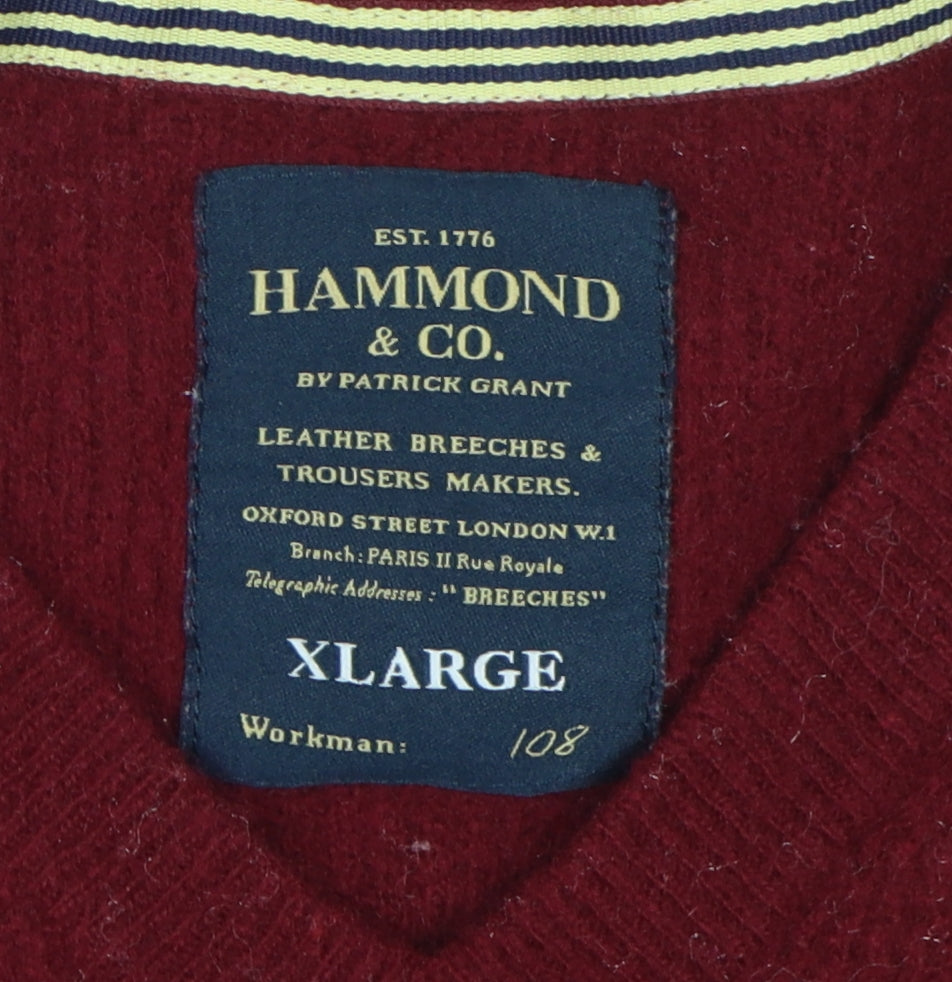 EST. 1776
HAMMOND
& CO.
BY PATRICK GRANT
LEATHER BREECHES &
TROUSERS MAKERS.
OXFORD STREET LONDON W.1
Branch: PARIS II Rue Royale
Telegraphic Addresses: "BREECHES"
XLARGE
Workman: 108